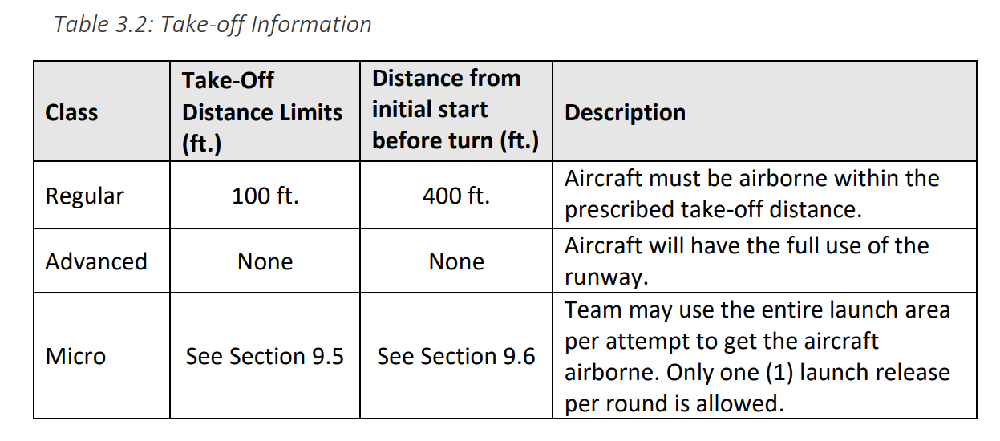 Table 3.2: Take-off Information
Class
Take-Off
Distance Limits
(ft.)
Distance from
initial start
before turn (ft.)
Description
Regular
100 ft.
400 ft.
Aircraft must be airborne within the
prescribed take-off distance.
Advanced
None
None
Aircraft will have the full use of the
runway.
Micro
See Section 9.5
See Section 9.6
Team may use the entire launch area
per attempt to get the aircraft
airborne. Only one (1) launch release
per round is allowed.